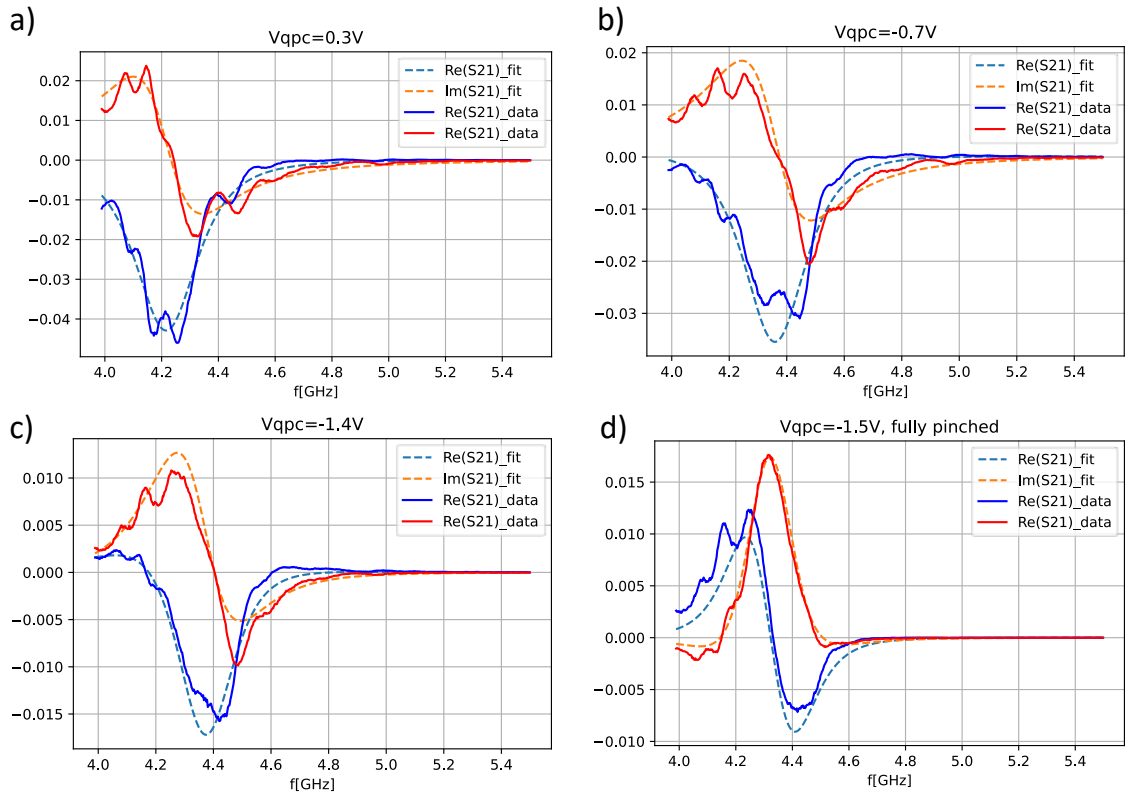 a)
Vqpc=0.3V
Re(S21)_fit
Im(S21)_fit
Re(S21)_data
Re(S21)_data
0.02
0.01
0.00
−0.01
−0.02
−0.03
−0.04
4.0 4.2 4.4 4.6 4.8 5.0 5.2 5.4
f[GHz]
b)
Vqpc=-0.7V
Re(S21)_fit
Im(S21)_fit
Re(S21)_data
Re(S21)_data
0.02
0.01
0.00
−0.01
−0.02
−0.03
4.0 4.2 4.4 4.6 4.8 5.0 5.2 5.4
f[GHz]
c)
Vqpc=-1.4V
Re(S21)_fit
Im(S21)_fit
Re(S21)_data
Re(S21)_data
0.010
0.005
0.000
−0.005
−0.010
−0.015
4.0 4.2 4.4 4.6 4.8 5.0 5.2 5.4
f[GHz]
d)
Vqpc=-1.5V, fully pinched
Re(S21)_fit
Im(S21)_fit
Re(S21)_data
Re(S21)_data
0.015
0.010
0.005
0.000
−0.005
−0.010
4.0 4.2 4.4 4.6 4.8 5.0 5.2 5.4
f[GHz]